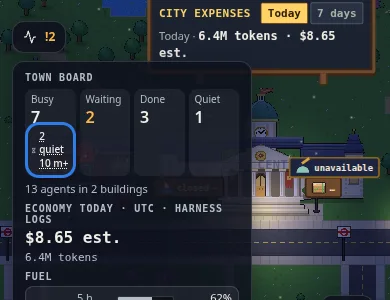 CITY EXPENSES Today 7 days
Today · 6.4M tokens · $8.65
est.
!2
TOWN BOARD
Busy Waiting Done Quiet
7 2 3 1
2
quiet
10 m+
13 agents in 2 buildings
unavailable
ECONOMY TODAY · UTC · HARNESS
LOGS
$8.65 est.
6.4M tokens
FUEL
5 h 62%